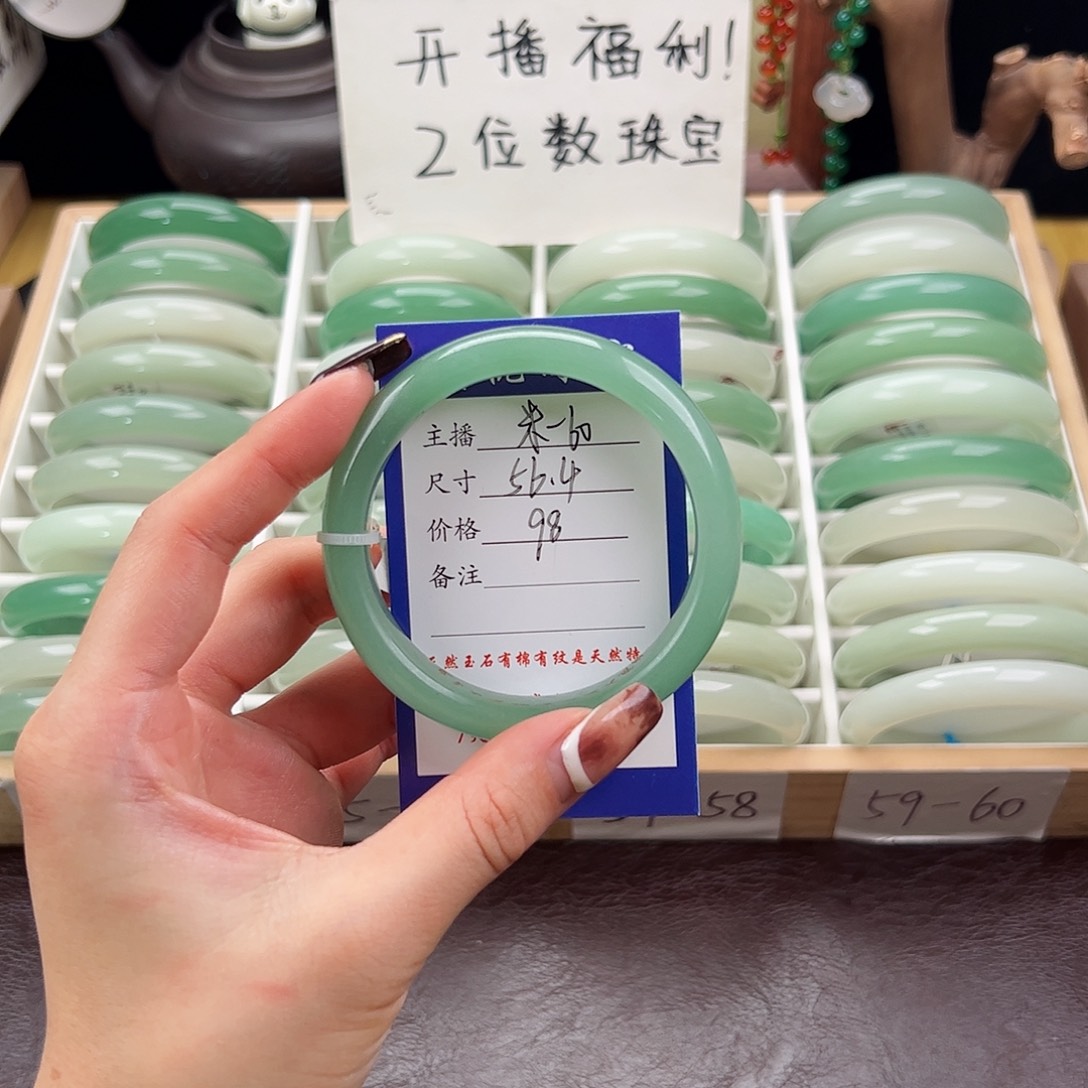 开播福利!
2位数珠宝
主播 米-60
尺寸 56.4
价格 98
备注
然玉石有棉有纹是天然特
58
59-60